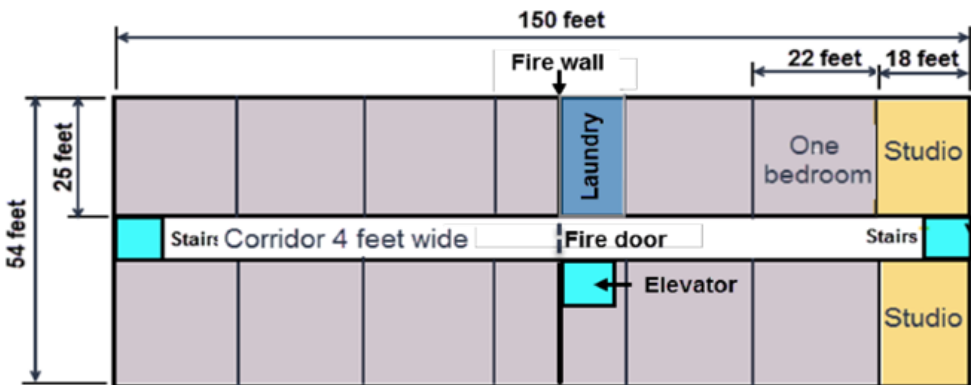 150 feet
Fire wall
22 feet
18 feet
54 feet
25 feet
Laundry
One
bedroom
Studio
Stairs
Corridor 4 feet wide
Fire door
Stairs
Elevator
Studio